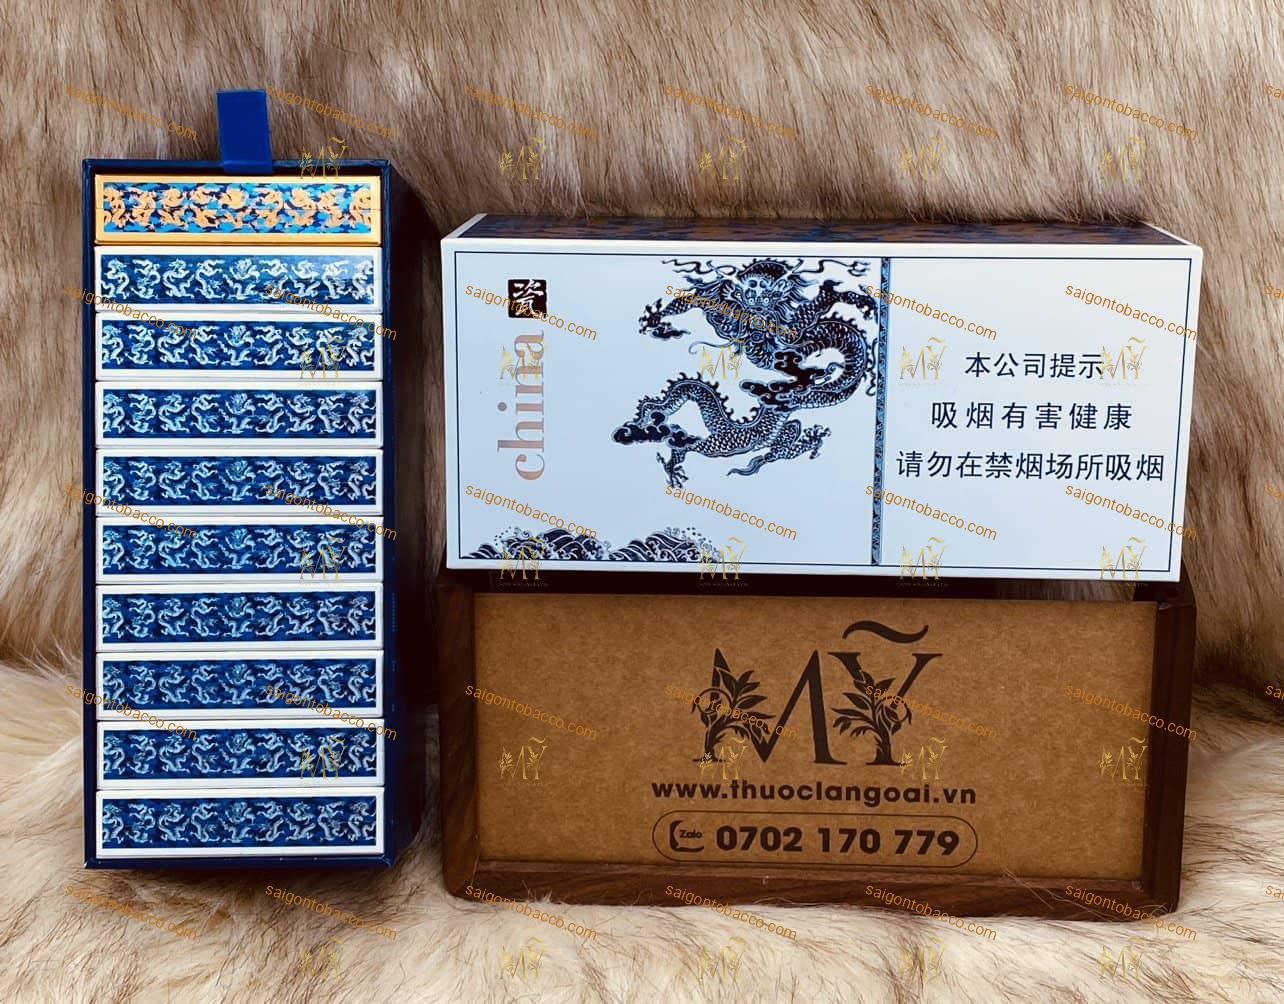 瓷
china
本公司提示
吸烟有害健康
请勿在禁烟场所吸烟
MỸ
www.thuoclangoai.vn
Zalo 0702 170 779
saigontobacco.com